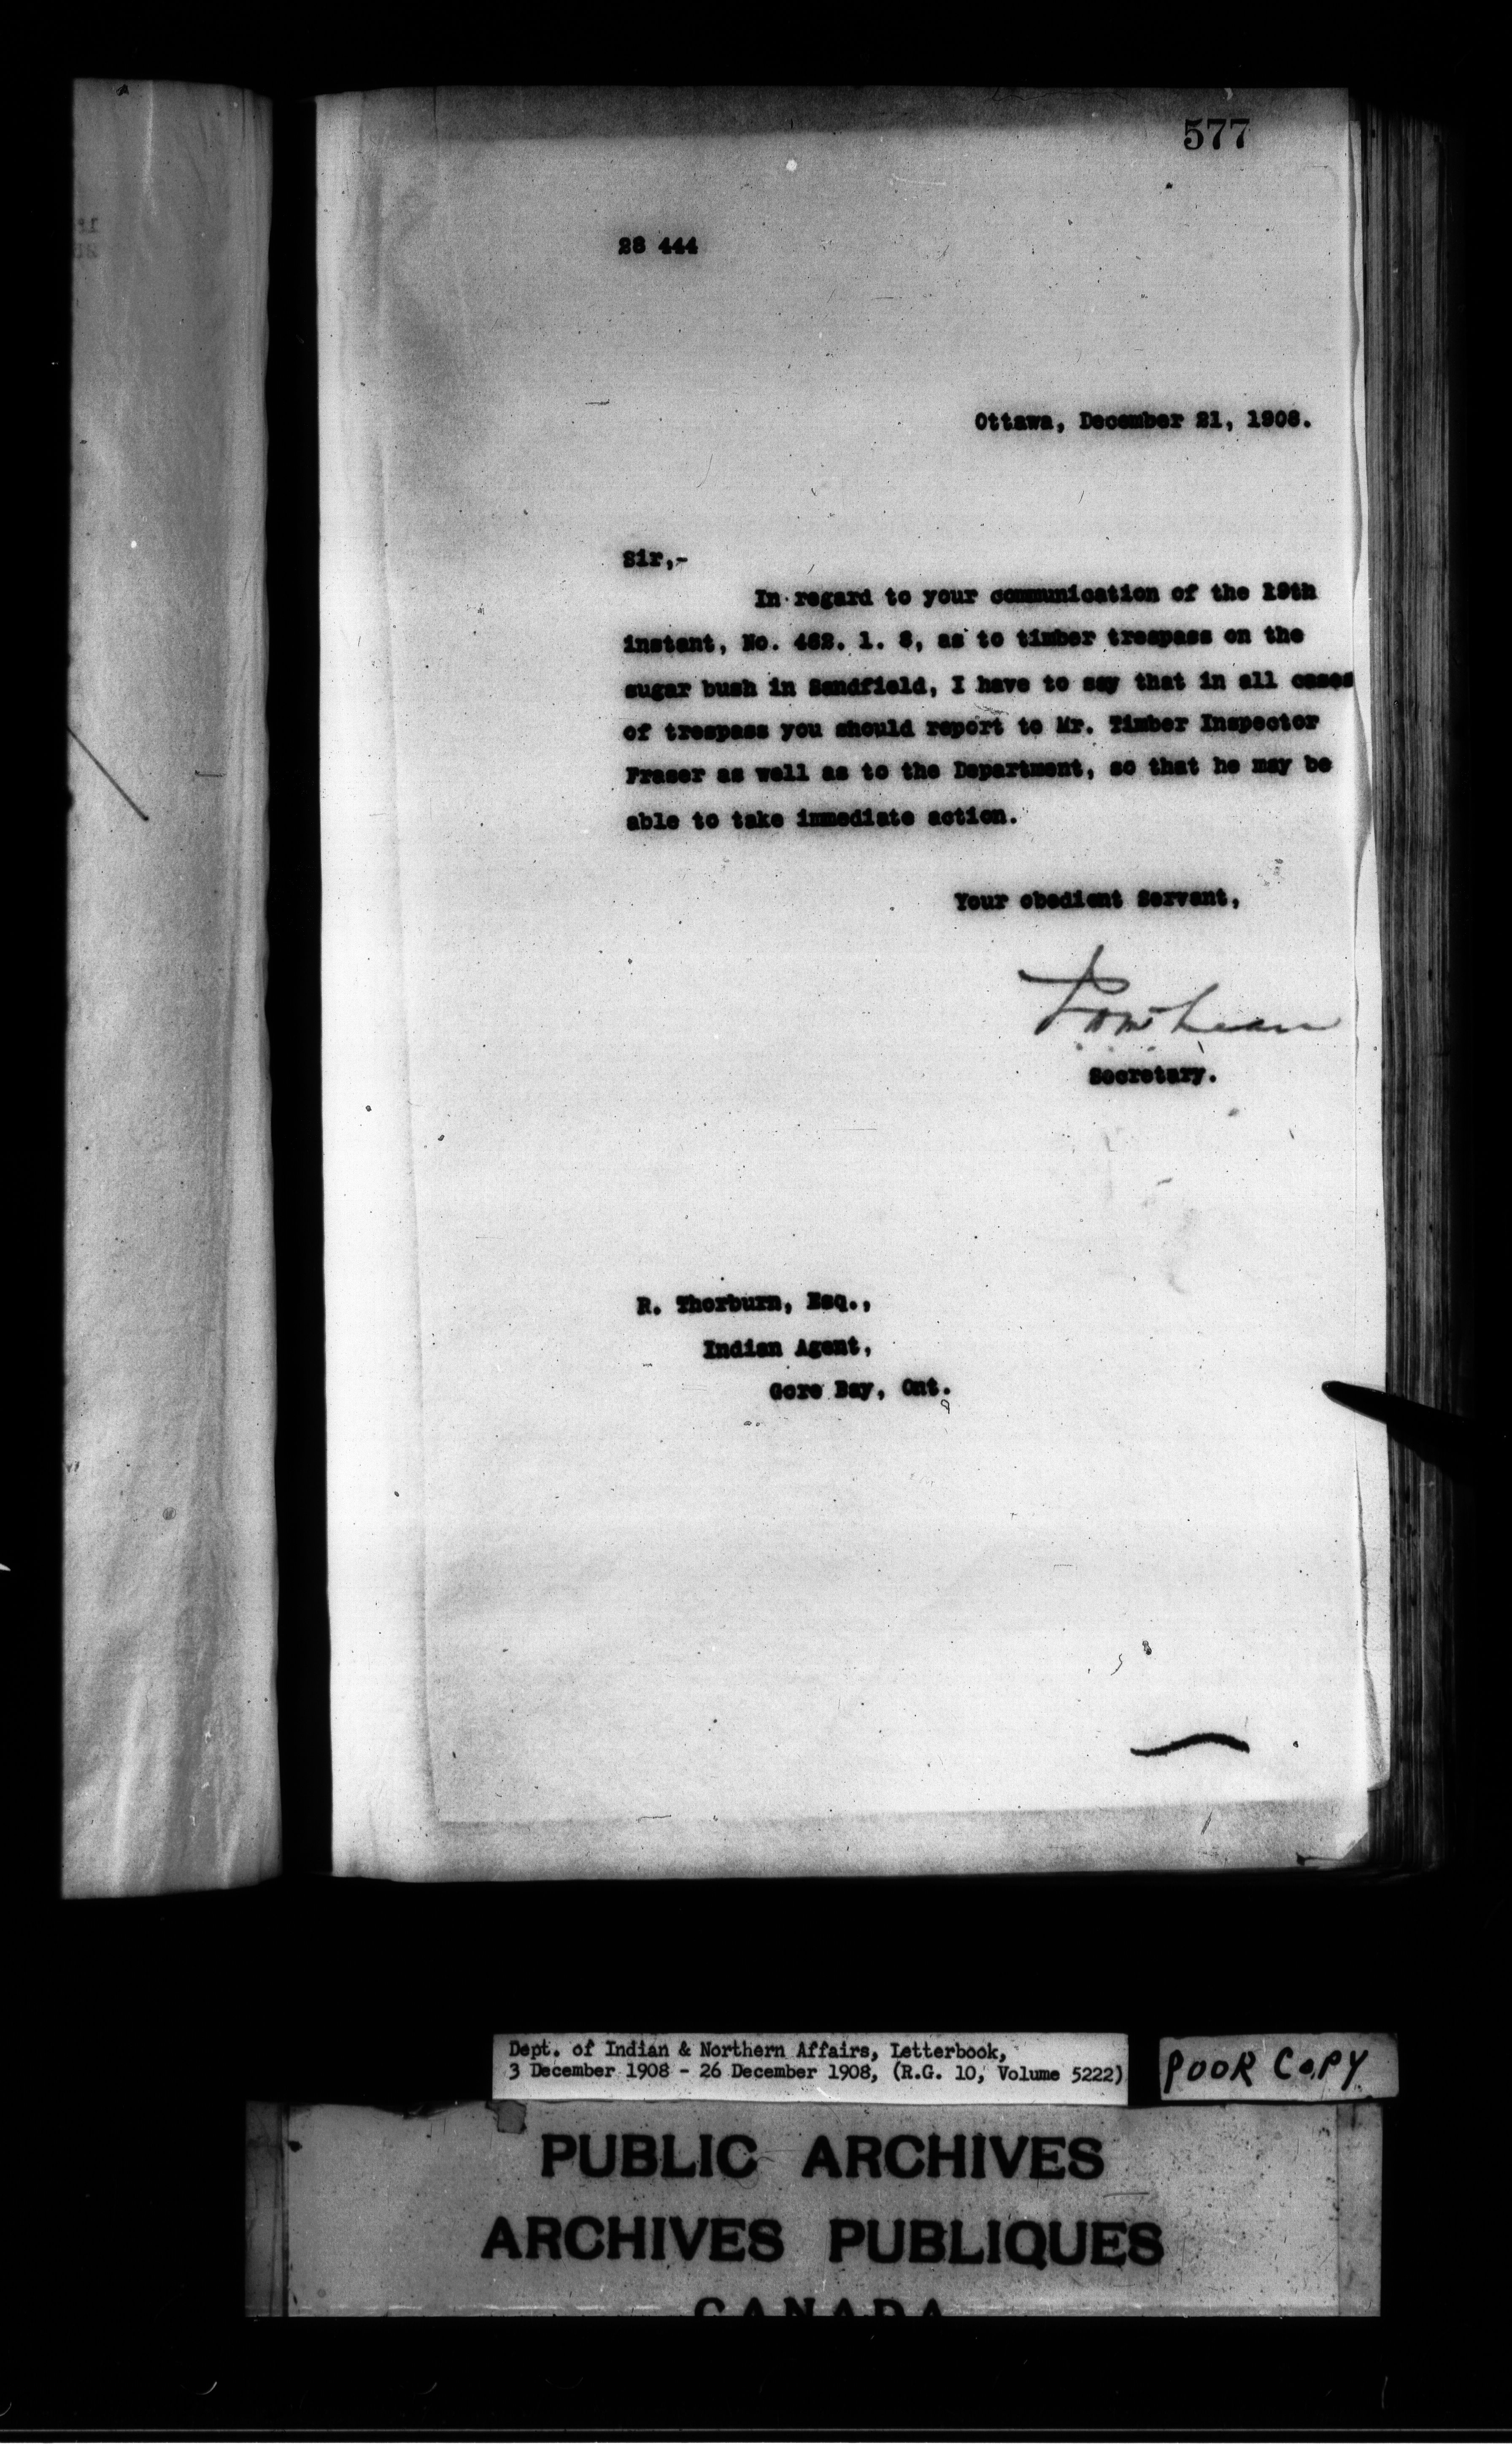 577
28 444
Ottawa, December 21, 1908.
Sir,-
In regard to your communication of the 19th
instant, No. 462. 1. 8, as to timber trespass on the
sugar bush in Sandfield, I have to say that in all cases
of trespass you should report to Mr. Timber Inspector
Fraser as well as to the Department, so that he may be
able to take immediate action.
Your obedient Servant,
Secretary.
R. Thorburn, Esq.,
Indian Agent,
Gore Bay, Ont.
Dept. of Indian & Northern Affairs, Letterbook,
3 December 1908 - 26 December 1908, (R.G. 10, Volume 5222)
POOR COPY
PUBLIC ARCHIVES
ARCHIVES PUBLIQUES
CANADA